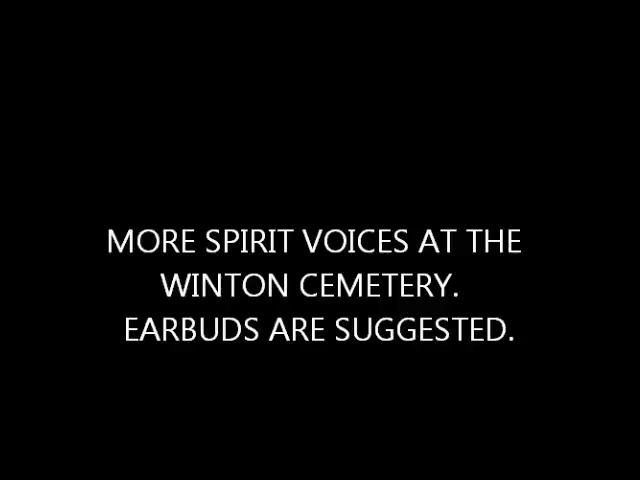 MORE SPIRIT VOICES AT THE
WINTON CEMETERY.
EARBUDS ARE SUGGESTED.